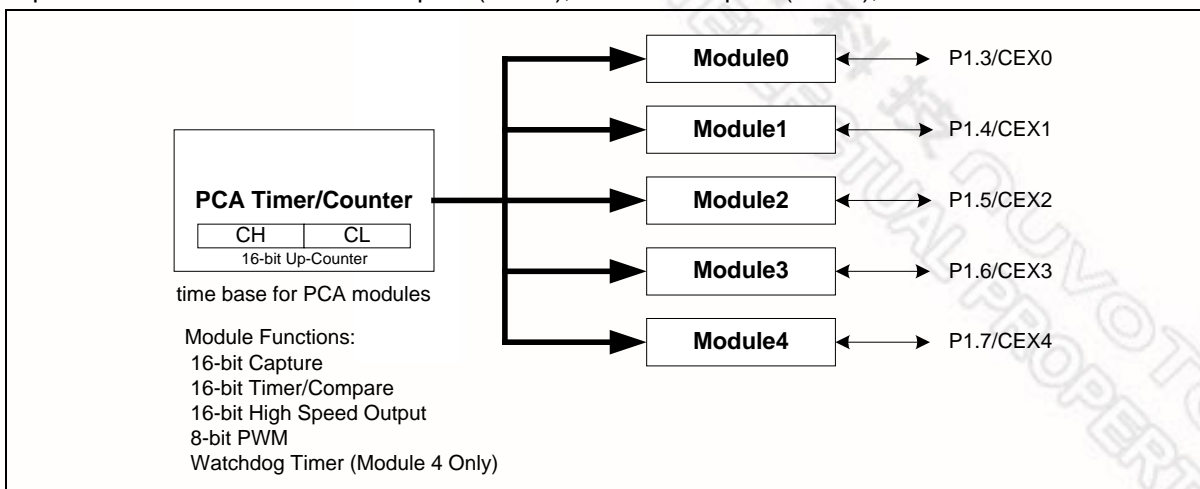 Module0
P1.3/CEX0
Module1
P1.4/CEX1
PCA Timer/Counter
CH CL
16-bit Up-Counter
Module2
P1.5/CEX2
Module3
P1.6/CEX3
time base for PCA modules
Module4
P1.7/CEX4
Module Functions:
16-bit Capture
16-bit Timer/Compare
16-bit High Speed Output
8-bit PWM
Watchdog Timer (Module 4 Only)